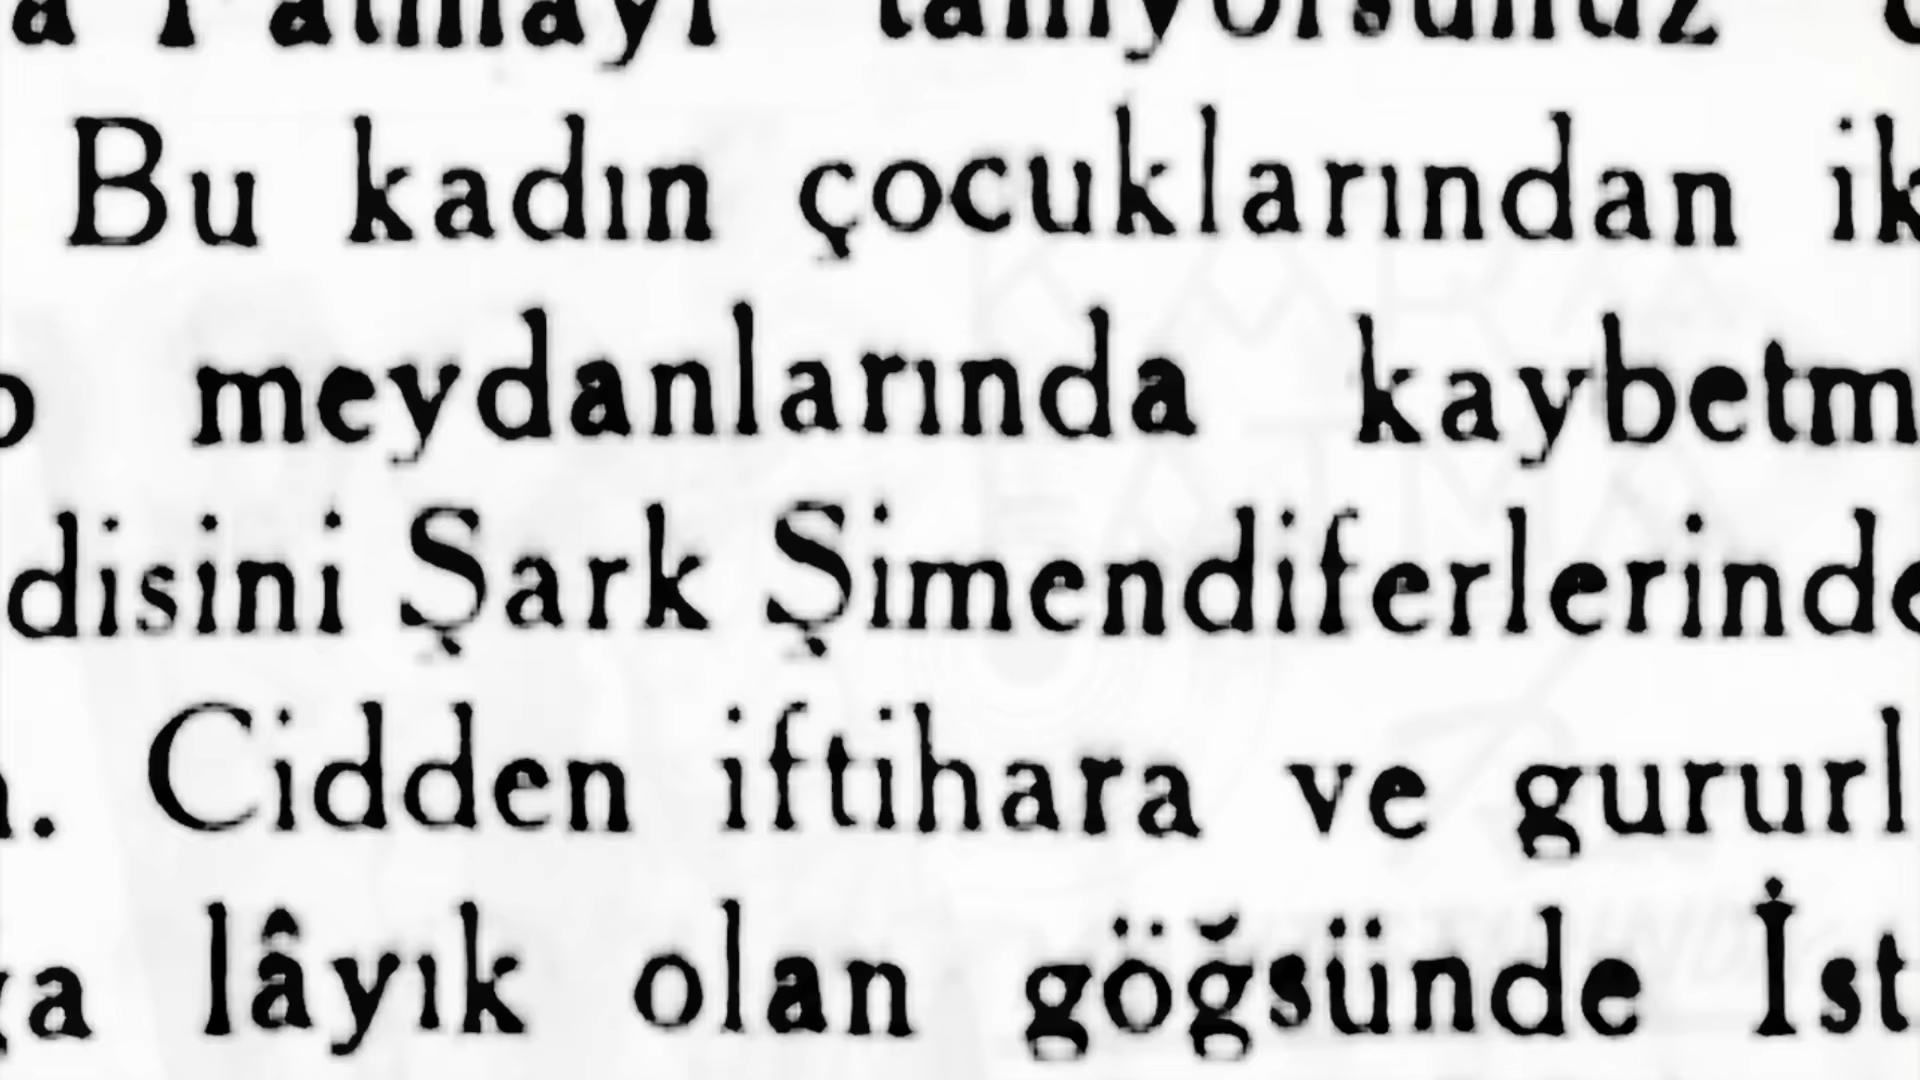 a Fatmayı tanıyorsunuz
Bu kadın çocuklarından ik
meydanlarında kaybetm
disini Şark Şimendiferlerinde
. Cidden iftihara ve gururl
ya lâyık olan göğsünde İst